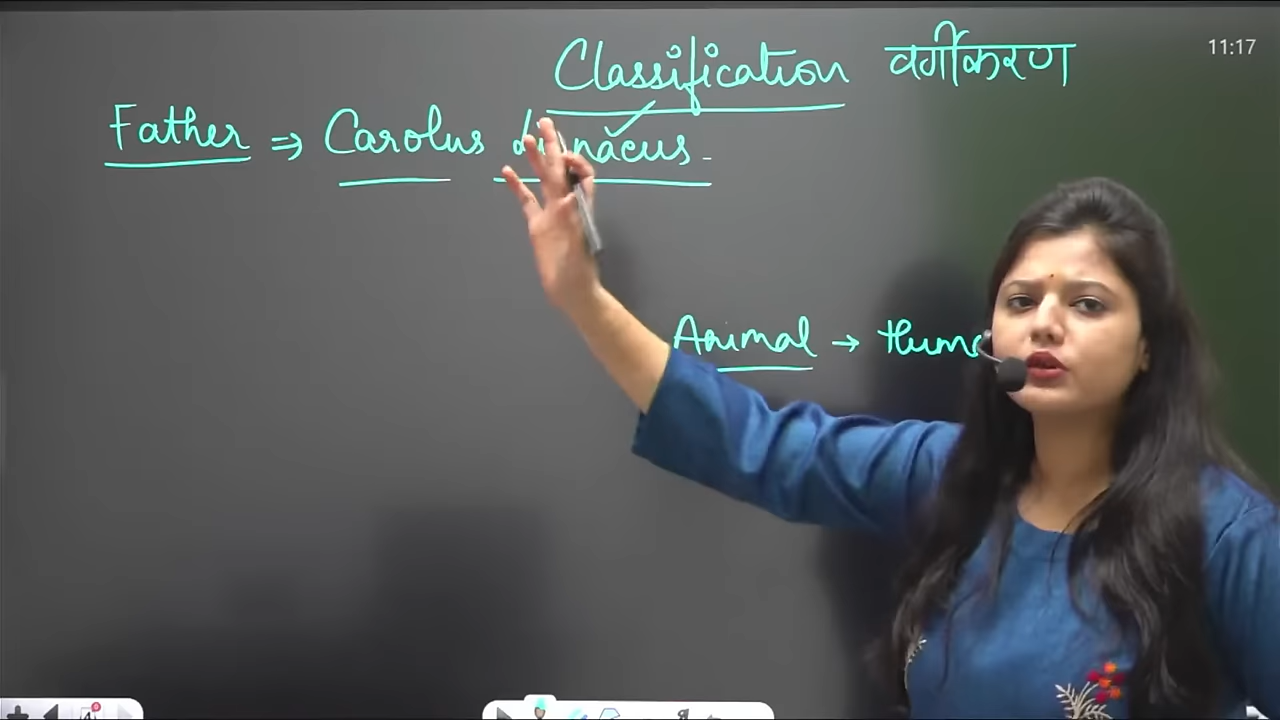 Classification वर्गीकरण
11:17
Father ⇒ Carolus
Animal →